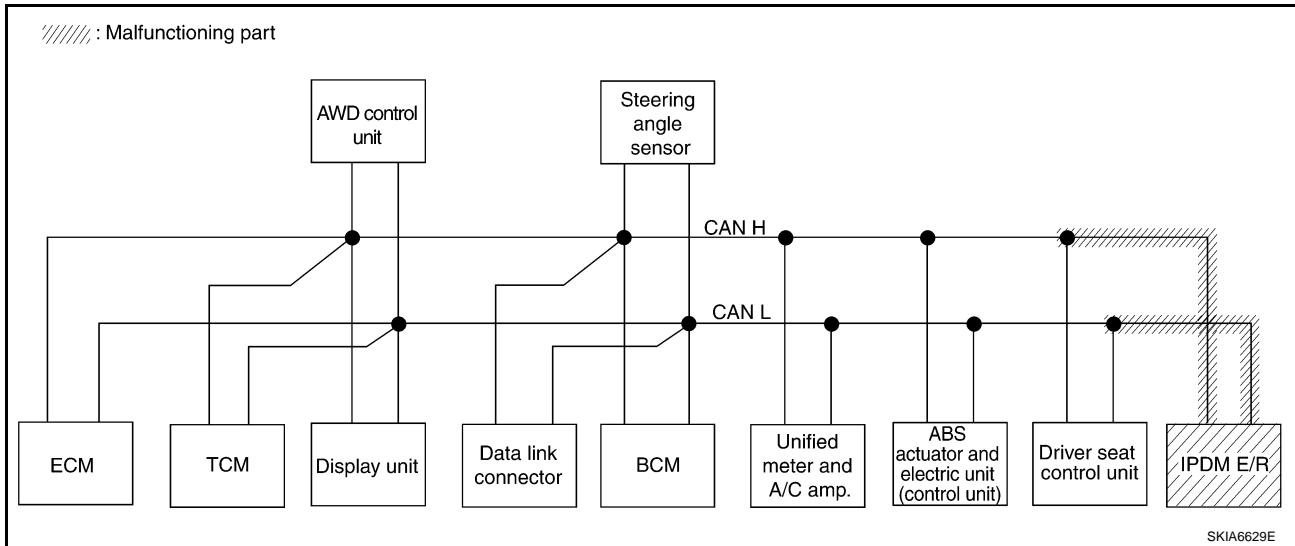 : Malfunctioning part
AWD control
unit
Steering
angle
sensor
CAN H
CAN L
ECM
TCM
Display unit
Data link
connector
BCM
Unified
meter and
A/C amp.
ABS
actuator and
electric unit
(control unit)
Driver seat
control unit
IPDM E/R
SKIA6629E